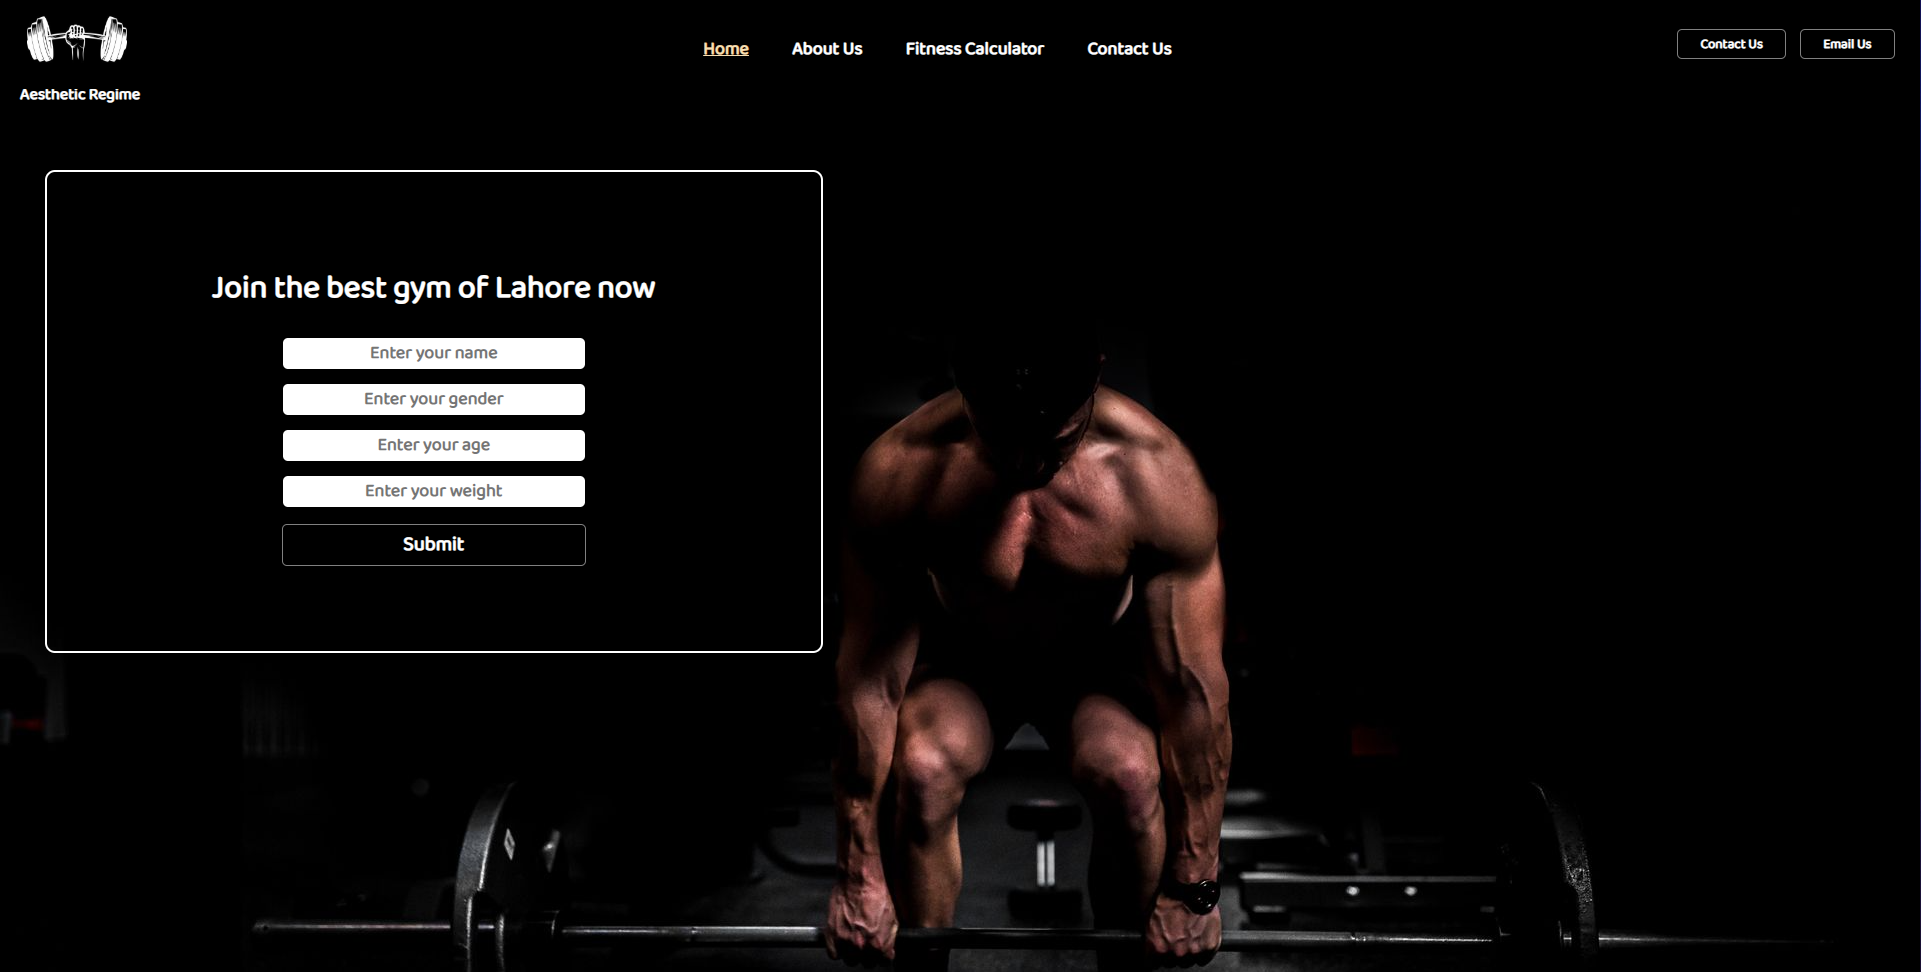 Aesthetic Regime
Home
About Us
Fitness Calculator
Contact Us
Contact Us
Email Us
Join the best gym of Lahore now
Enter your name
Enter your gender
Enter your age
Enter your weight
Submit